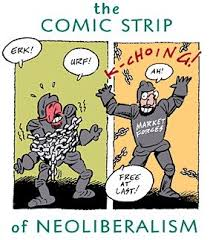 the
COMIC STRIP
ERK!
URF!
K-CHOING!
AH!
MARKET
FORCES
FREE
AT
LAST!
of NEOLIBERALISM